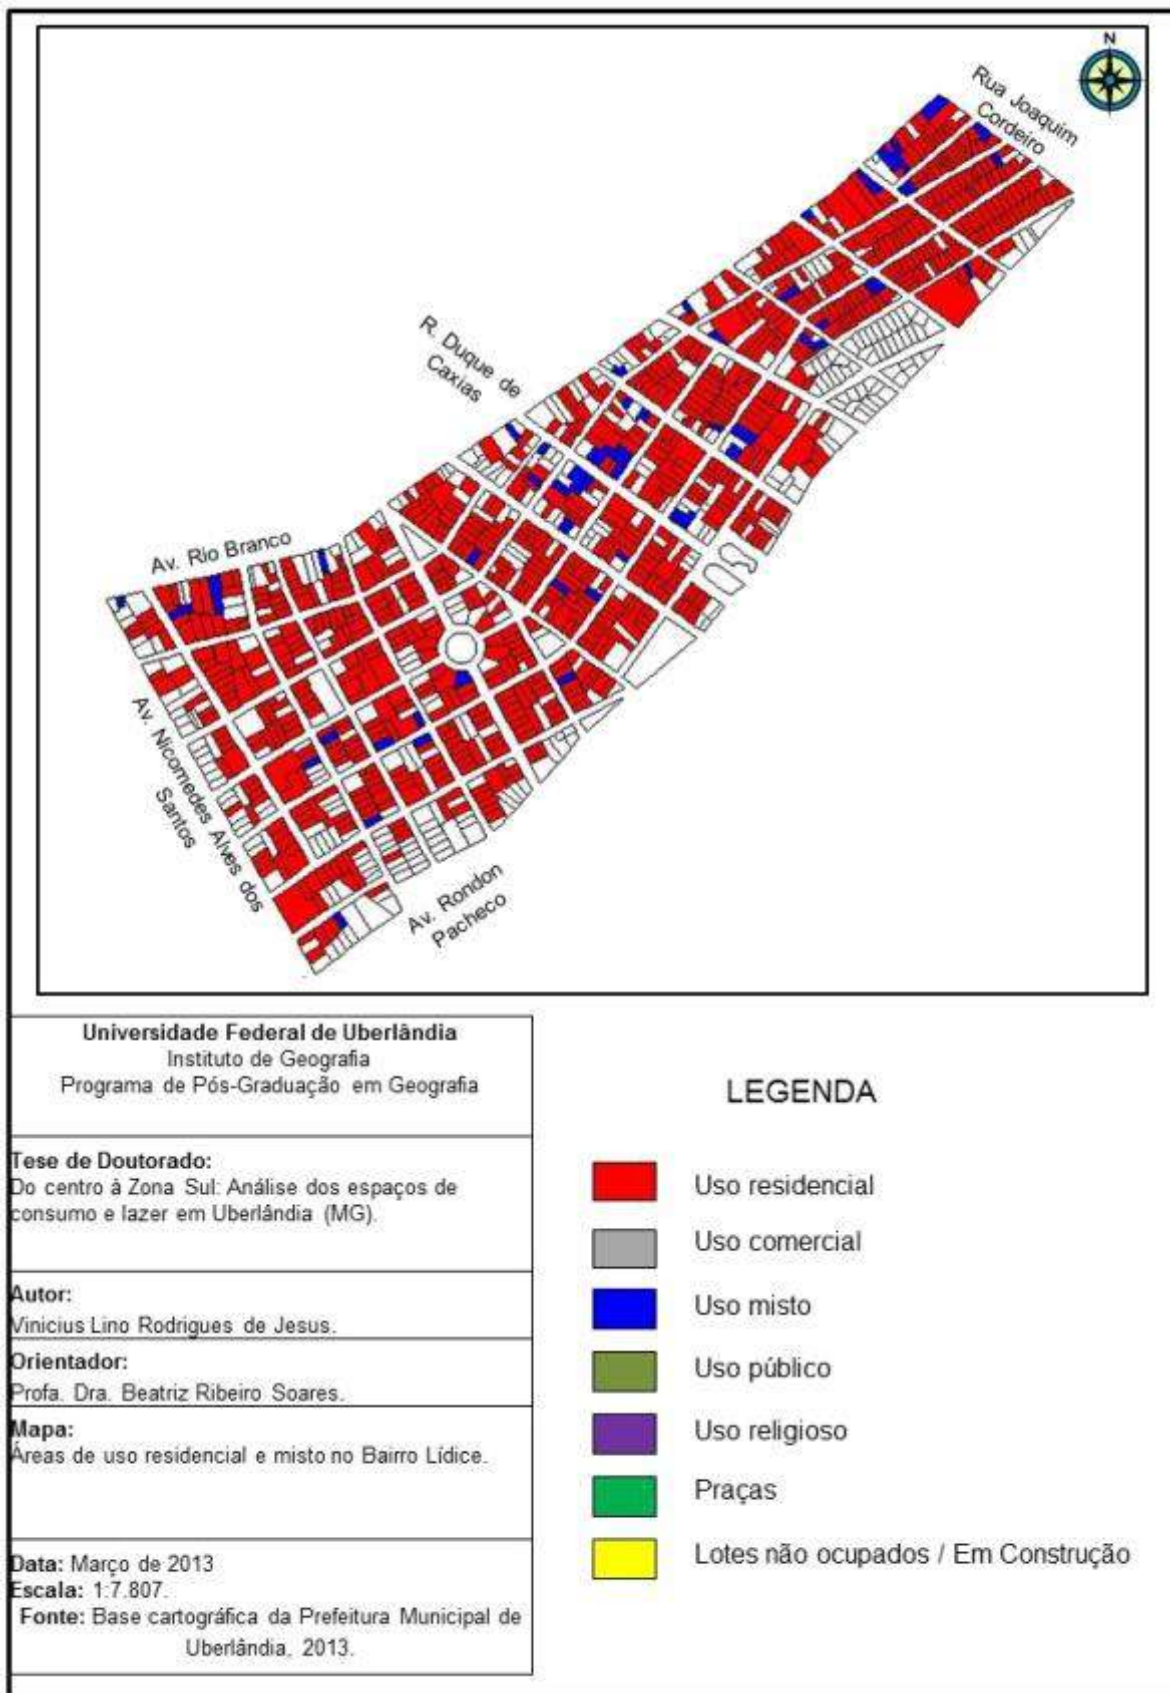 N
Rua Joaquim
Cordeiro
R. Duque de
Caxias
Av. Rio Branco
Av. Nicomedes Alves dos
Santos
Av. Rondon
Pacheco
Universidade Federal de Uberlândia
Instituto de Geografia
Programa de Pós-Graduação em Geografia
Tese de Doutorado:
Do centro à Zona Sul: Análise dos espaços de
consumo e lazer em Uberlândia (MG).
Autor:
Vinicius Lino Rodrigues de Jesus.
Orientador:
Profa. Dra. Beatriz Ribeiro Soares.
Mapa:
Áreas de uso residencial e misto no Bairro Lídice.
Data: Março de 2013
Escala: 1:7.807.
Fonte: Base cartográfica da Prefeitura Municipal de
Uberlândia, 2013.
LEGENDA
Uso residencial
Uso comercial
Uso misto
Uso público
Uso religioso
Praças
Lotes não ocupados / Em Construção